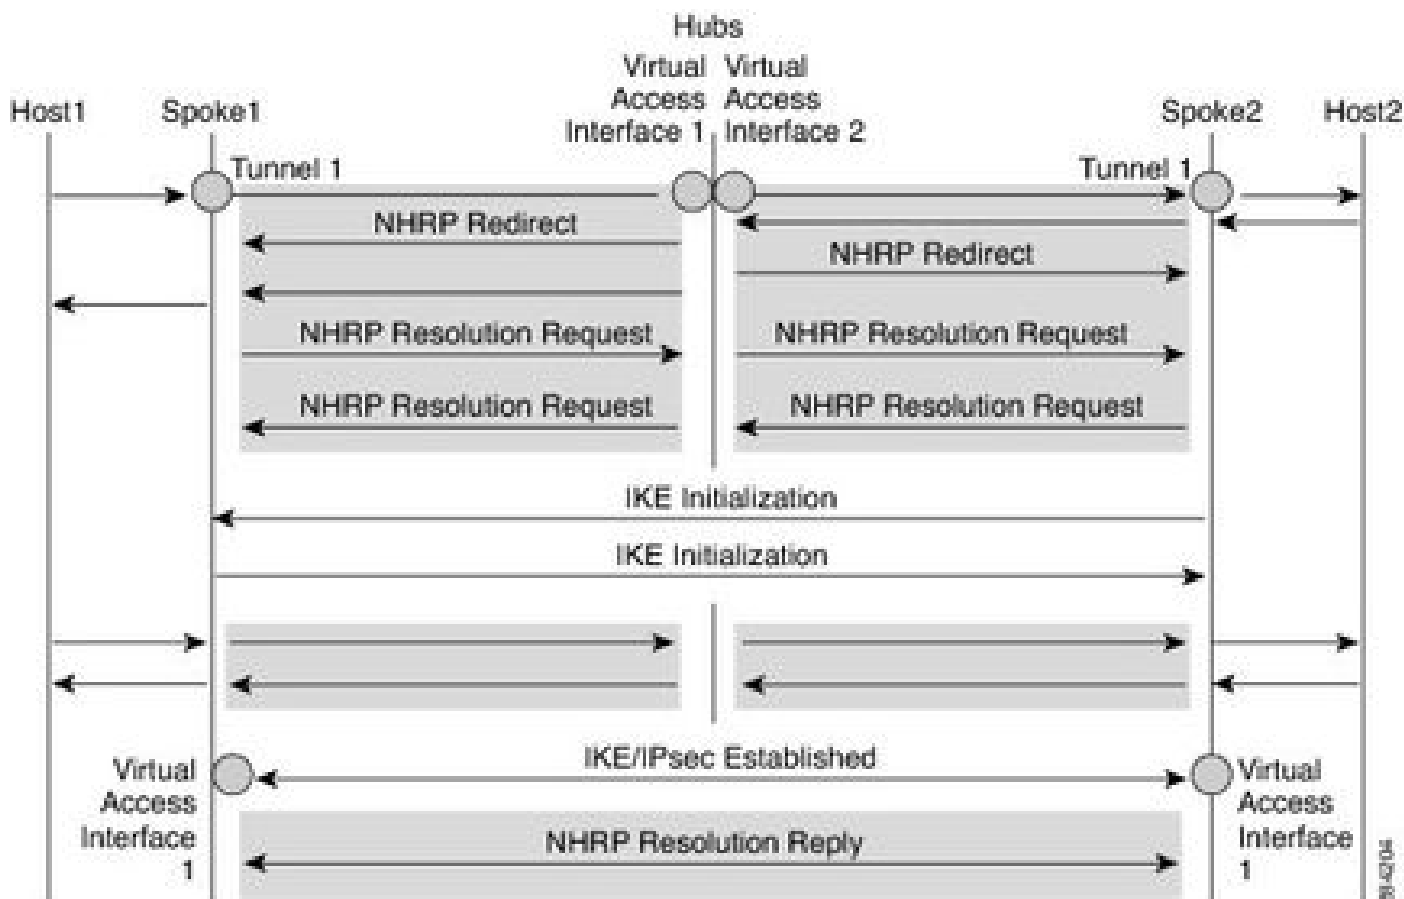 Hubs
Virtual Virtual
Access Access
Interface 1 Interface 2
Host1 Spoke1 Spoke2 Host2
Tunnel 1 Tunnel 1
NHRP Redirect
NHRP Redirect
NHRP Resolution Request NHRP Resolution Request
NHRP Resolution Request NHRP Resolution Request
IKE Initialization
IKE Initialization
IKE/IPsec Established
Virtual
Access
Interface
1
Virtual
Access
Interface
1
NHRP Resolution Reply